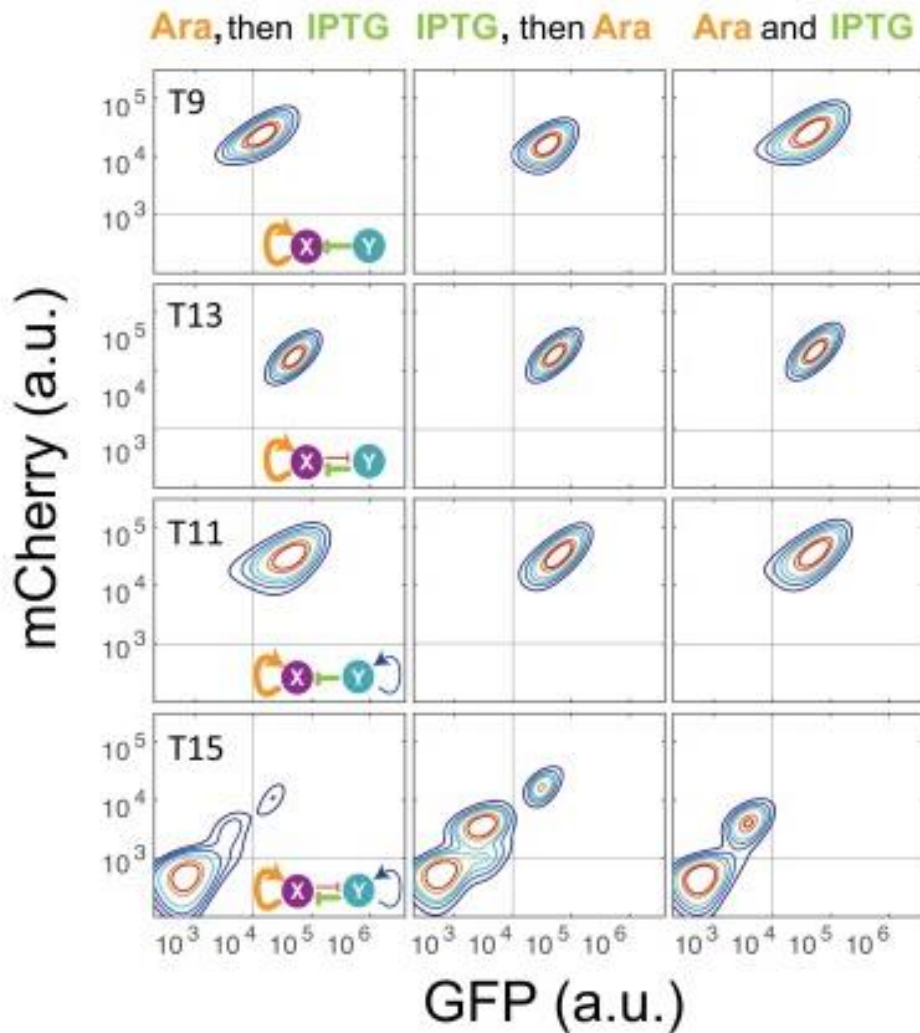 Ara, then IPTG IPTG, then Ara Ara and IPTG
mCherry (a.u.)
T9
10^5
10^4
10^3
X Y
T13
10^5
10^4
10^3
X Y
T11
10^5
10^4
10^3
X Y
T15
10^5
10^4
10^3
X Y
10^3 10^4 10^5 10^6 10^3 10^4 10^5 10^6 10^3 10^4 10^5 10^6
GFP (a.u.)